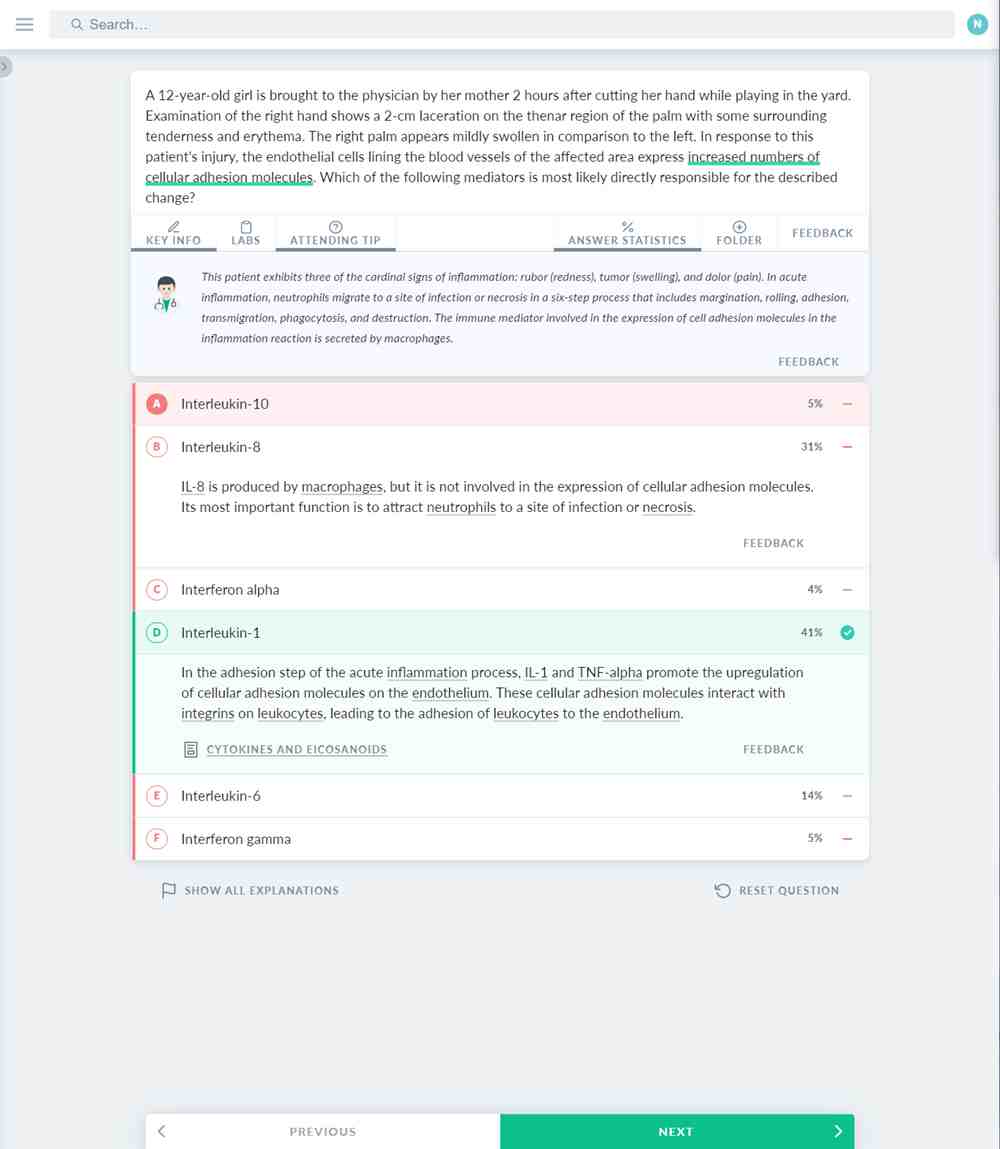 Search...
N
A 12-year-old girl is brought to the physician by her mother 2 hours after cutting her hand while playing in the yard.
Examination of the right hand shows a 2-cm laceration on the thenar region of the palm with some surrounding
tenderness and erythema. The right palm appears mildly swollen in comparison to the left. In response to this
patient's injury, the endothelial cells lining the blood vessels of the affected area express increased numbers of
cellular adhesion molecules. Which of the following mediators is most likely directly responsible for the described
change?
KEY INFO LABS ATTENDING TIP ANSWER STATISTICS FOLDER FEEDBACK
This patient exhibits three of the cardinal signs of inflammation: rubor (redness), tumor (swelling), and dolor (pain). In acute
inflammation, neutrophils migrate to a site of infection or necrosis in a six-step process that includes margination, rolling, adhesion,
transmigration, phagocytosis, and destruction. The immune mediator involved in the expression of cell adhesion molecules in the
inflammation reaction is secreted by macrophages.
FEEDBACK
A Interleukin-10 5%
B Interleukin-8 31%
IL-8 is produced by macrophages, but it is not involved in the expression of cellular adhesion molecules.
Its most important function is to attract neutrophils to a site of infection or necrosis.
FEEDBACK
C Interferon alpha 4%
D Interleukin-1 41%
In the adhesion step of the acute inflammation process, IL-1 and TNF-alpha promote the upregulation
of cellular adhesion molecules on the endothelium. These cellular adhesion molecules interact with
integrins on leukocytes, leading to the adhesion of leukocytes to the endothelium.
CYTOKINES AND EICOSANOIDS FEEDBACK
E Interleukin-6 14%
F Interferon gamma 5%
SHOW ALL EXPLANATIONS RESET QUESTION
PREVIOUS NEXT